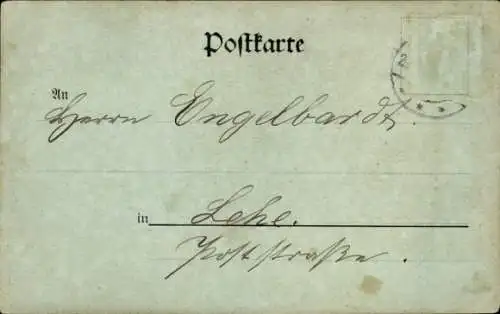 Postkarte
An
Herrn Engelbardt.
in Lehe.
Poststraße.